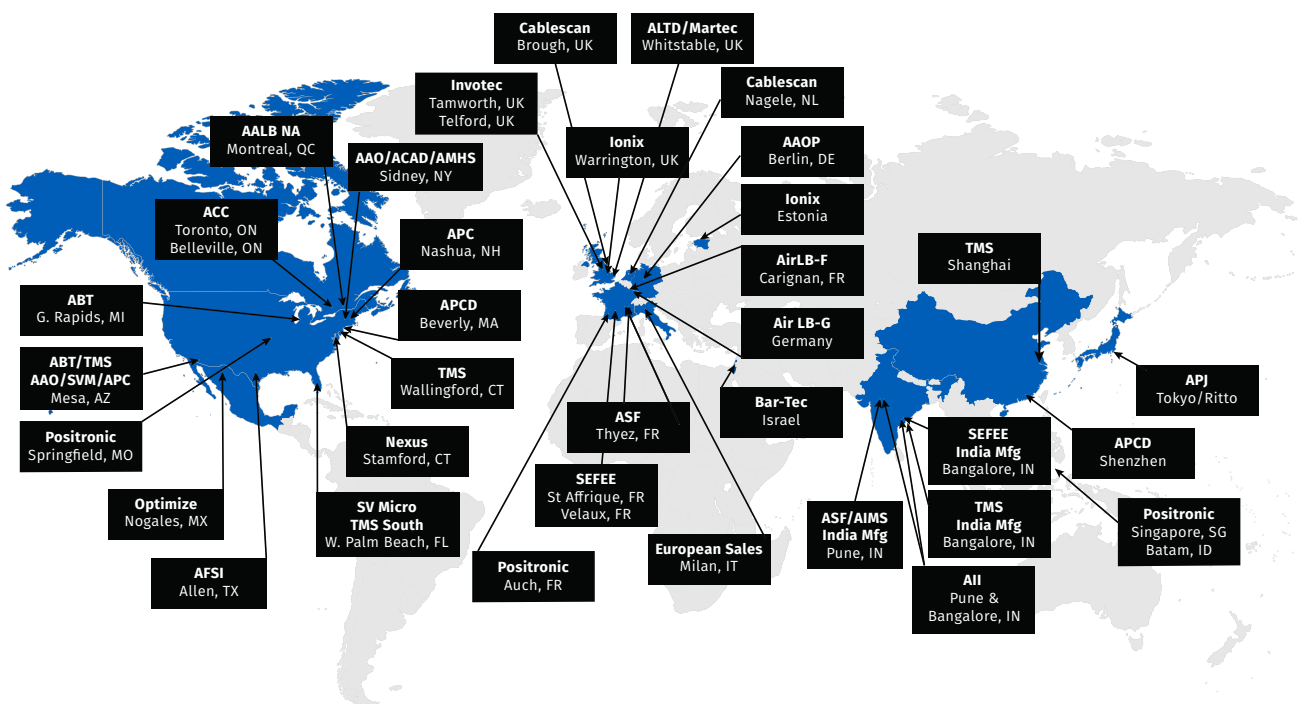 Cablescan
Brough, UK
ALTD/Martec
Whitstable, UK
Cablescan
Nagele, NL
Invotec
Tamworth, UK
Telford, UK
AALB NA
Montreal, QC
Ionix
Warrington, UK
AAOP
Berlin, DE
AAO/ACAD/AMHS
Sidney, NY
Ionix
Estonia
ACC
Toronto, ON
Belleville, ON
APC
Nashua, NH
AirLB-F
Carignan, FR
TMS
Shanghai
ABT
G. Rapids, MI
APCD
Beverly, MA
Air LB-G
Germany
ABT/TMS
AAO/SVM/APC
Mesa, AZ
TMS
Wallingford, CT
APJ
Tokyo/Ritto
Bar-Tec
Israel
ASF
Thyez, FR
Positronic
Springfield, MO
Nexus
Stamford, CT
SEFEE
India Mfg
Bangalore, IN
APCD
Shenzhen
SEFEE
St Affrique, FR
Velaux, FR
Optimize
Nogales, MX
SV Micro
TMS South
W. Palm Beach, FL
TMS
India Mfg
Bangalore, IN
ASF/AIMS
India Mfg
Pune, IN
Positronic
Singapore, SG
Batam, ID
European Sales
Milan, IT
Positronic
Auch, FR
AFSI
Allen, TX
AII
Pune &
Bangalore, IN